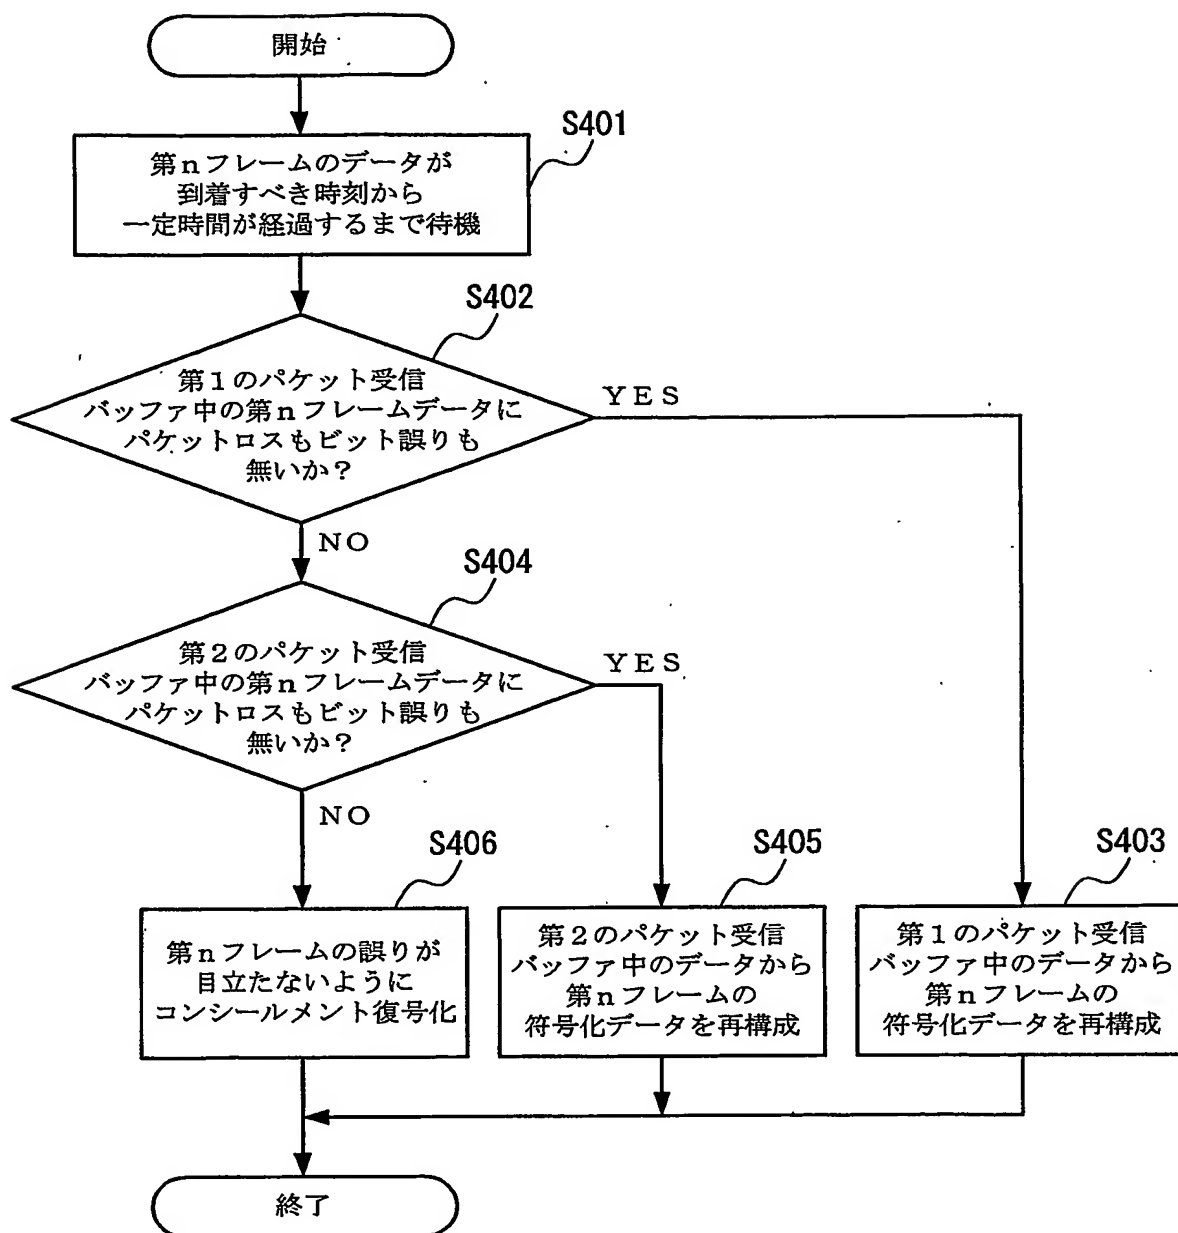 開始
S401
第nフレームのデータが
到着すべき時刻から
一定時間が経過するまで待機
S402
第1のパケット受信
バッファ中の第nフレームデータに
パケットロスもビット誤りも
無いか?
YES
NO
S404
第2のパケット受信
バッファ中の第nフレームデータに
パケットロスもビット誤りも
無いか?
YES
NO
S406
第nフレームの誤りが
目立たないように
コンシールメント復号化
S405
第2のパケット受信
バッファ中のデータから
第nフレームの
符号化データを再構成
S403
第1のパケット受信
バッファ中のデータから
第nフレームの
符号化データを再構成
終了